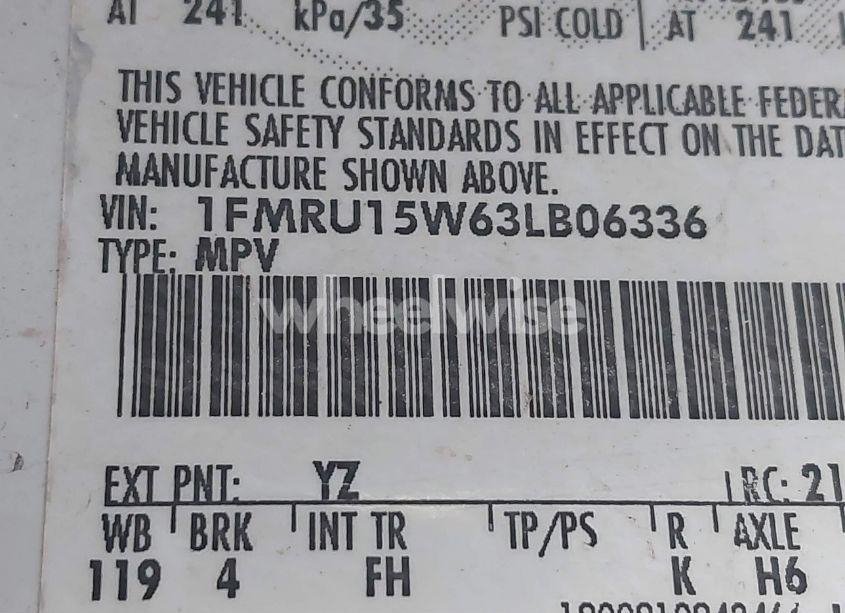 AT 241 kPa/35 PSI COLD AT 241
THIS VEHICLE CONFORMS TO ALL APPLICABLE FEDERA
VEHICLE SAFETY STANDARDS IN EFFECT ON THE DAT
MANUFACTURE SHOWN ABOVE.
VIN: 1FMRU15W63LB06336
TYPE: MPV
wheelwise
EXT PNT: YZ RC: 21
WB BRK INT TR TP/PS R AXLE
119 4 FH K H6